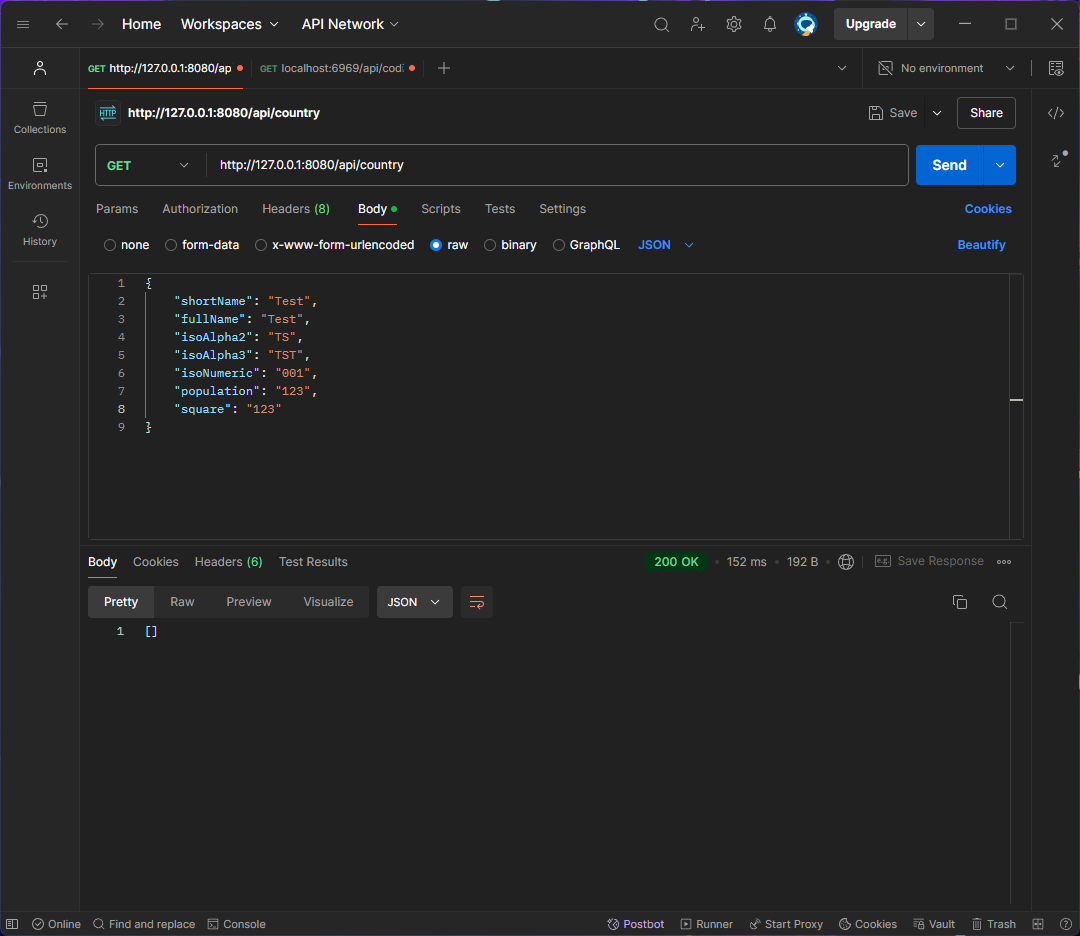 Home Workspaces API Network Upgrade
GET http://127.0.0.1:8080/ap GET localhost:6969/api/cod No environment
http://127.0.0.1:8080/api/country Save Share
HTTP
Collections
Environments
History
GET http://127.0.0.1:8080/api/country Send
Params Authorization Headers (8) Body Scripts Tests Settings Cookies
none form-data x-www-form-urlencoded raw binary GraphQL JSON Beautify
1 {
2 "shortName": "Test",
3 "fullName": "Test",
4 "isoAlpha2": "TS",
5 "isoAlpha3": "TST",
6 "isoNumeric": "001",
7 "population": "123",
8 "square": "123"
9 }
Body Cookies Headers (6) Test Results 200 OK • 152 ms • 192 B • Save Response
Pretty Raw Preview Visualize JSON
1 []
Online Find and replace Console Postbot Runner Start Proxy Cookies Vault Trash